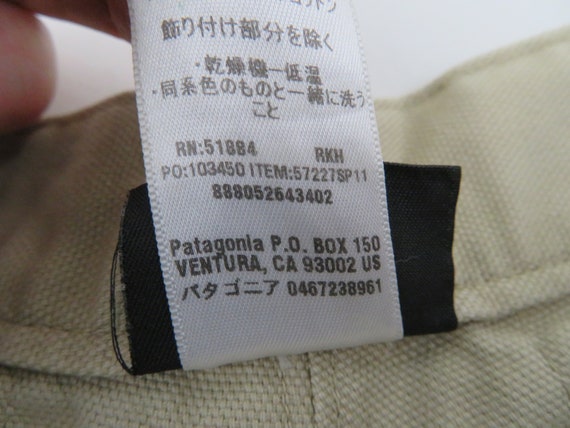 飾り付け部分を除く
・乾燥機一低温
・同系色のものと一緒に洗う
こと
RN:51884 RKH
PO:103450 ITEM:57227SP11
888052643402
Patagonia P.O. BOX 150
VENTURA, CA 93002 US
パタゴニア 0467238961